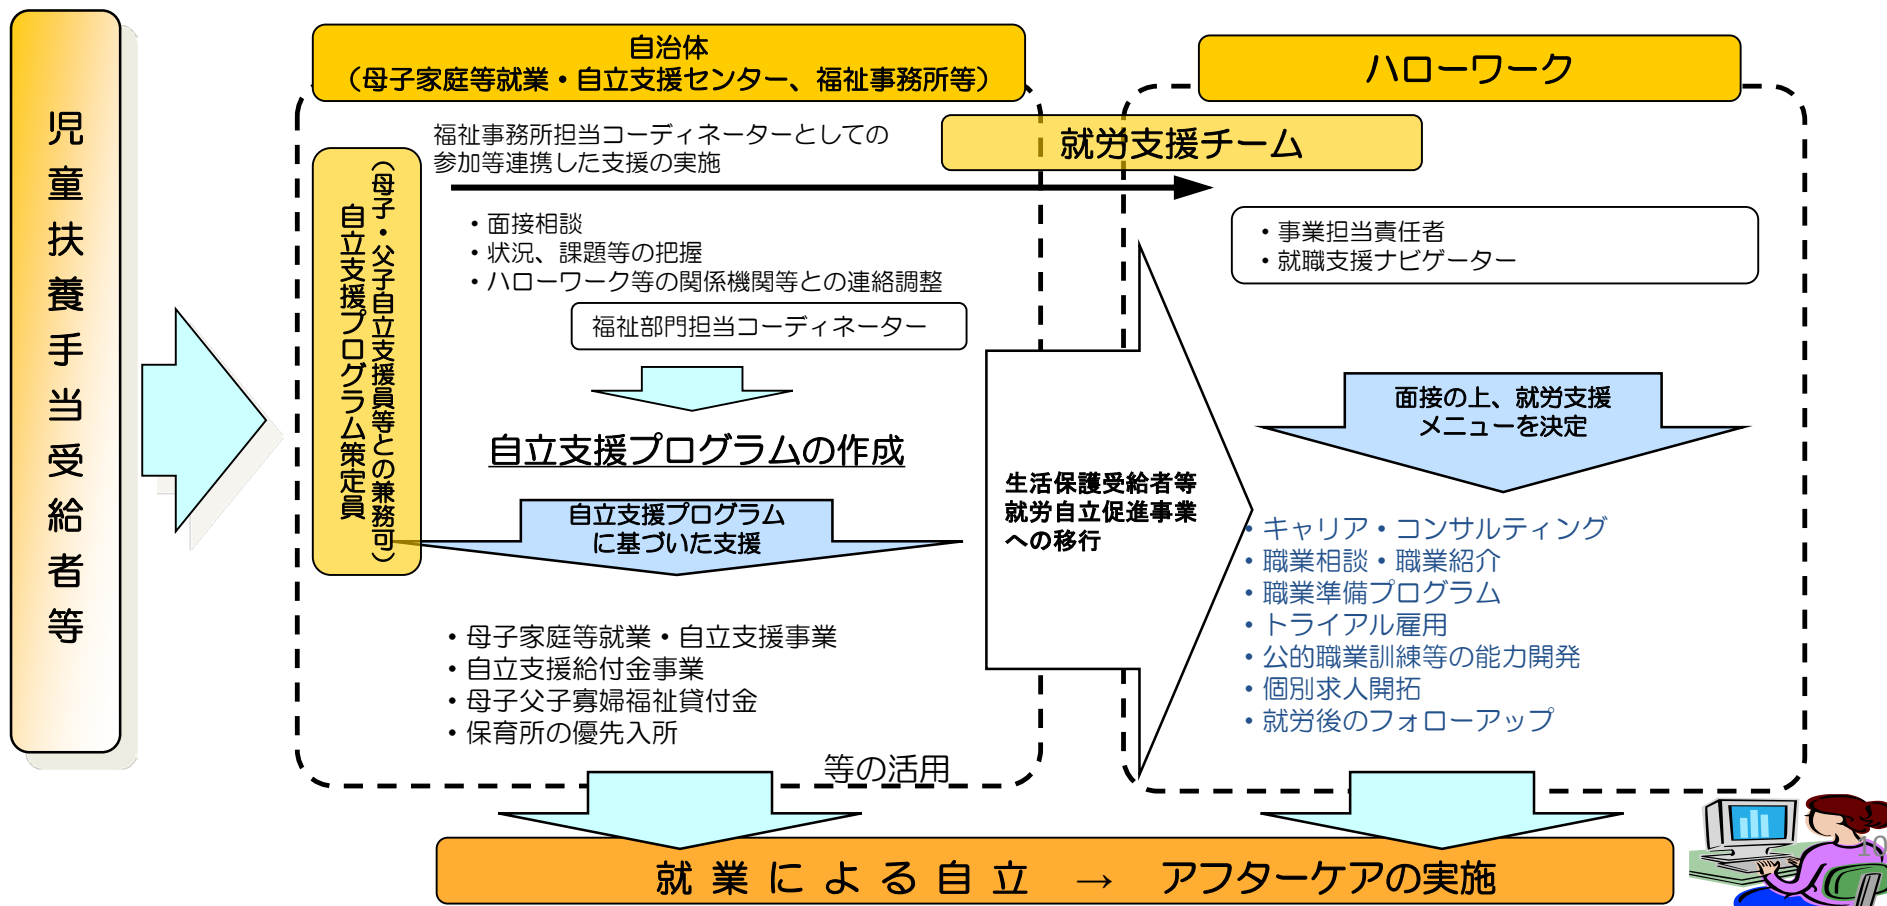 児童扶養手当受給者等
自治体
（母子家庭等就業・自立支援センター、福祉事務所等）
ハローワーク
就労支援チーム
福祉事務所担当コーディネーターとしての
参加等連携した支援の実施
（母子・父子自立支援員等との兼務可）
自立支援プログラム策定員
・面接相談
・状況、課題等の把握
・ハローワーク等の関係機関等との連絡調整
福祉部門担当コーディネーター
自立支援プログラムの作成
自立支援プログラム
に基づいた支援
・母子家庭等就業・自立支援事業
・自立支援給付金事業
・母子父子寡婦福祉貸付金
・保育所の優先入所
等の活用
生活保護受給者等
就労自立促進事業
への移行
・事業担当責任者
・就職支援ナビゲーター
面接の上、就労支援
メニューを決定
・キャリア・コンサルティング
・職業相談・職業紹介
・職業準備プログラム
・トライアル雇用
・公的職業訓練等の能力開発
・個別求人開拓
・就労後のフォローアップ
就業による自立　→　アフターケアの実施
10